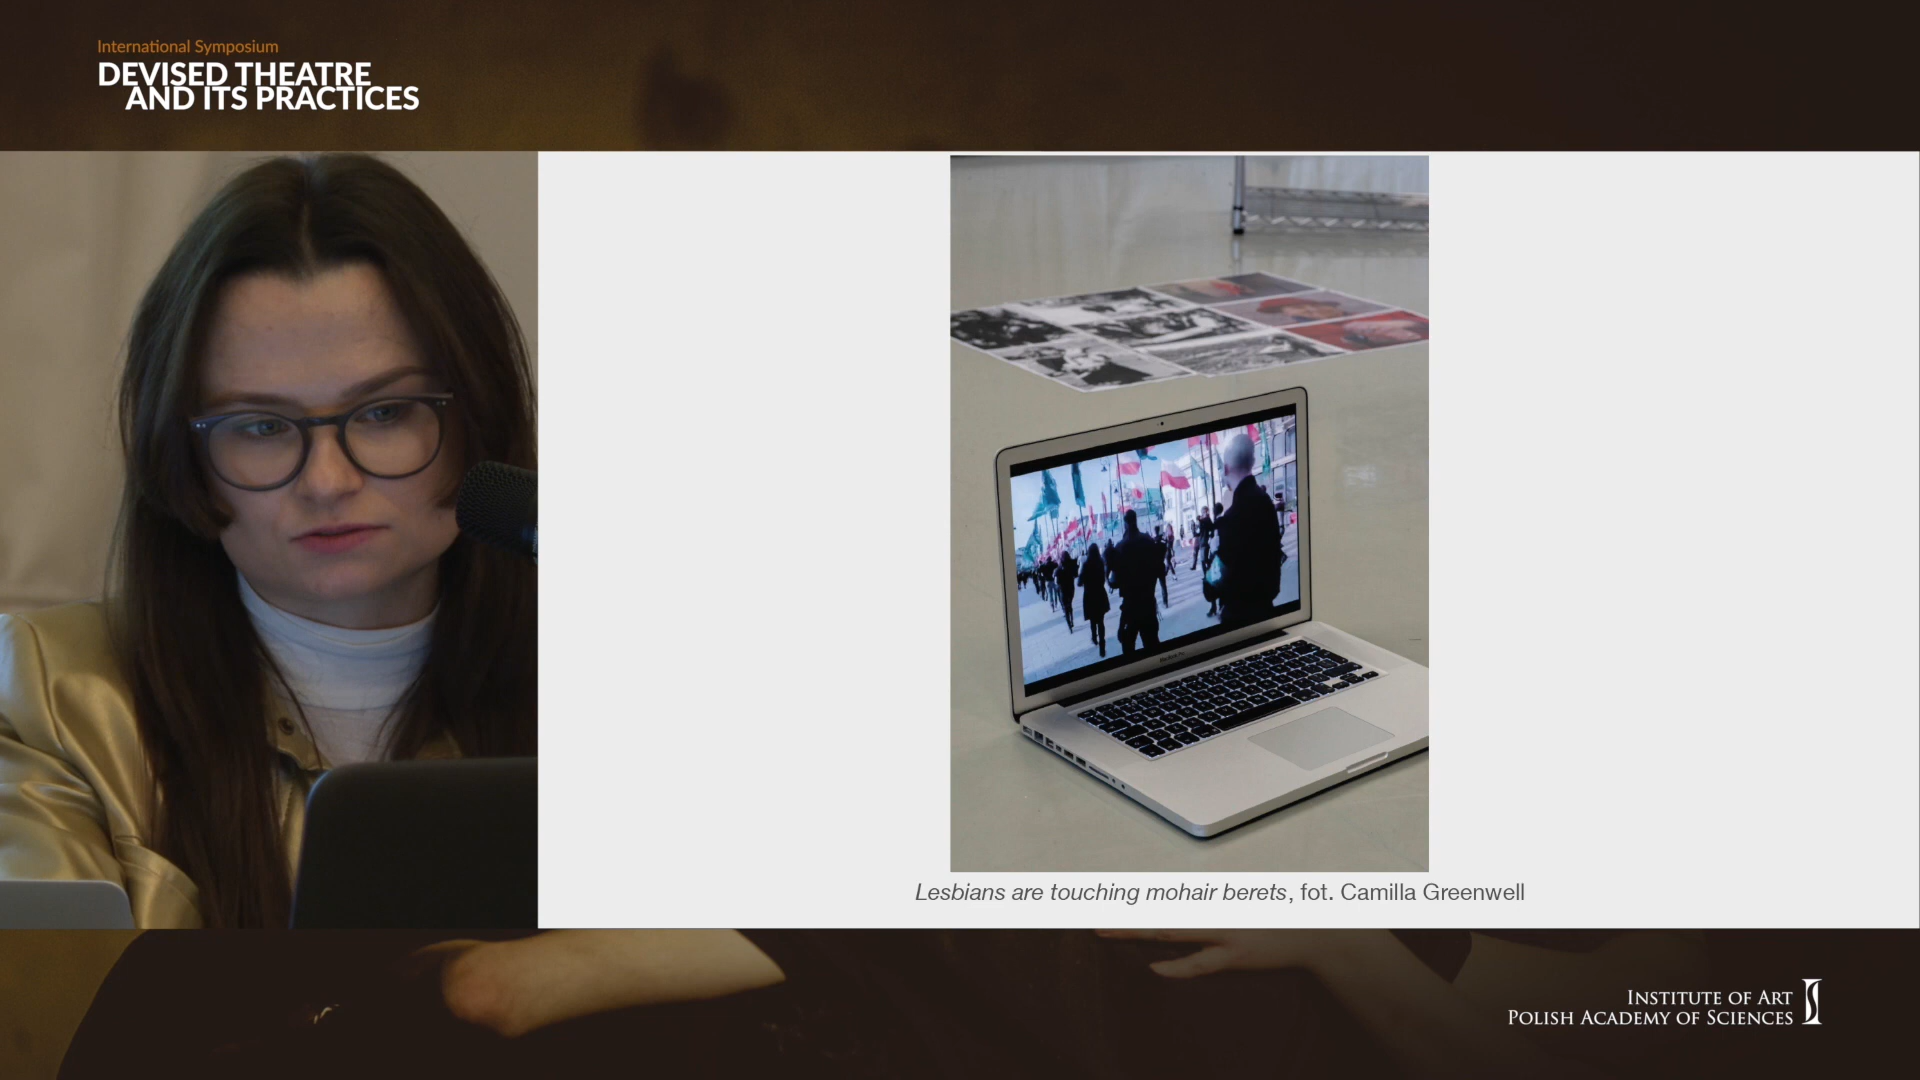 International Symposium
DEVISED THEATRE
AND ITS PRACTICES
Lesbians are touching mohair berets, fot. Camilla Greenwell
INSTITUTE OF ART
POLISH ACADEMY OF SCIENCES